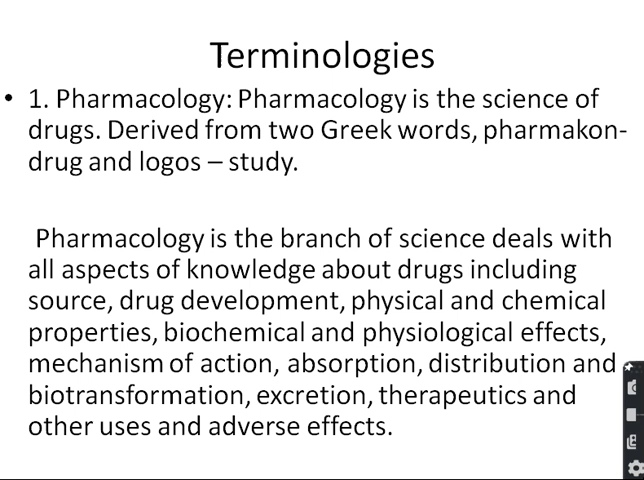 Terminologies
• 1. Pharmacology: Pharmacology is the science of
drugs. Derived from two Greek words, pharmakon-
drug and logos – study.
Pharmacology is the branch of science deals with
all aspects of knowledge about drugs including
source, drug development, physical and chemical
properties, biochemical and physiological effects,
mechanism of action, absorption, distribution and
biotransformation, excretion, therapeutics and
other uses and adverse effects.